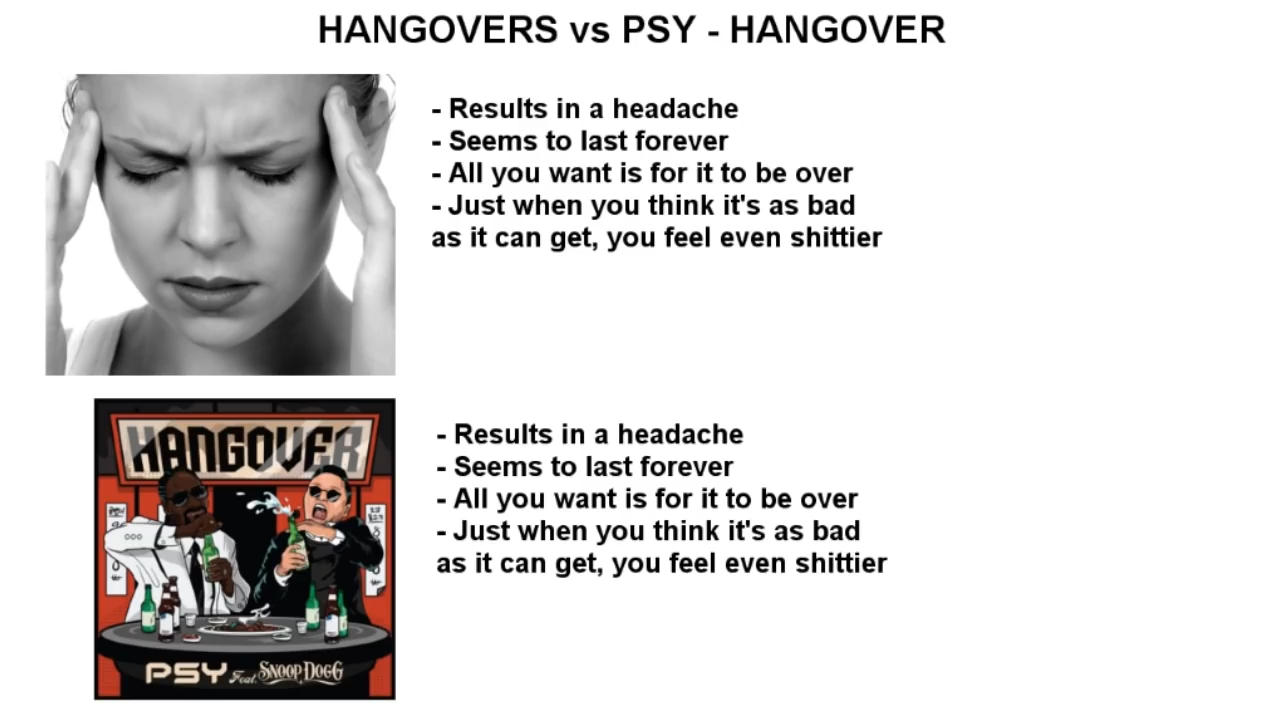 HANGOVERS vs PSY - HANGOVER
- Results in a headache
- Seems to last forever
- All you want is for it to be over
- Just when you think it's as bad
as it can get, you feel even shittier
HANGOVER
PSY Feat. SNOOP DOGG
- Results in a headache
- Seems to last forever
- All you want is for it to be over
- Just when you think it's as bad
as it can get, you feel even shittier